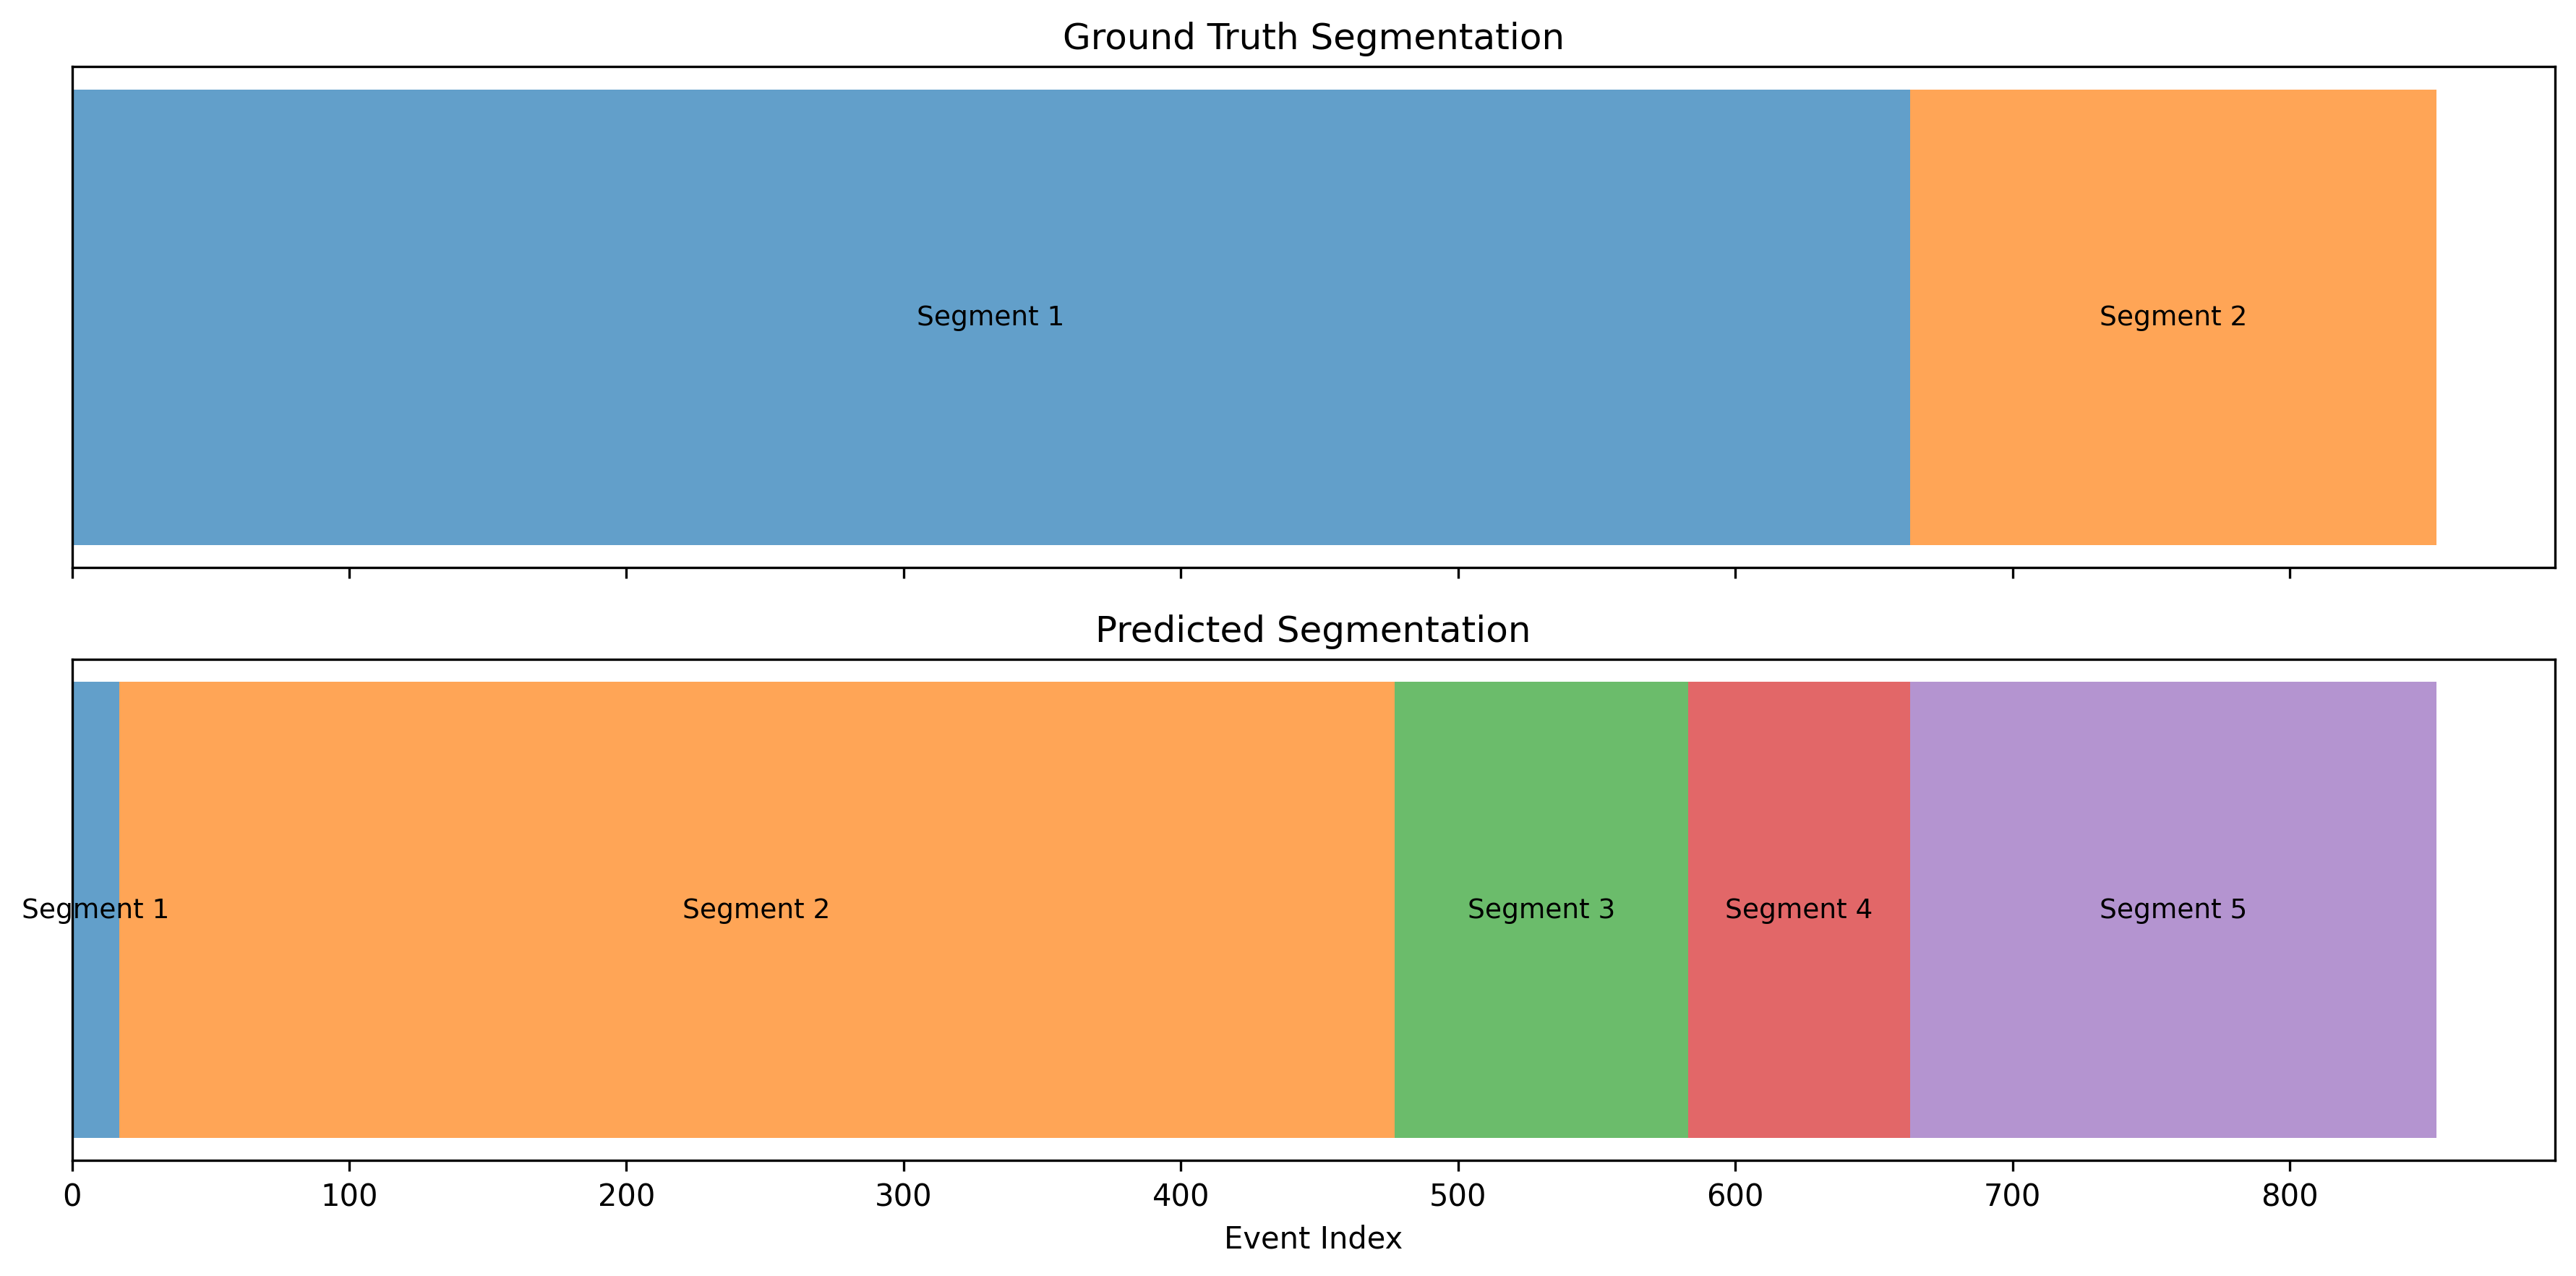 Ground Truth Segmentation
Segment 1 Segment 2
Predicted Segmentation
Segment 1 Segment 2 Segment 3 Segment 4 Segment 5
0 100 200 300 400 500 600 700 800
Event Index